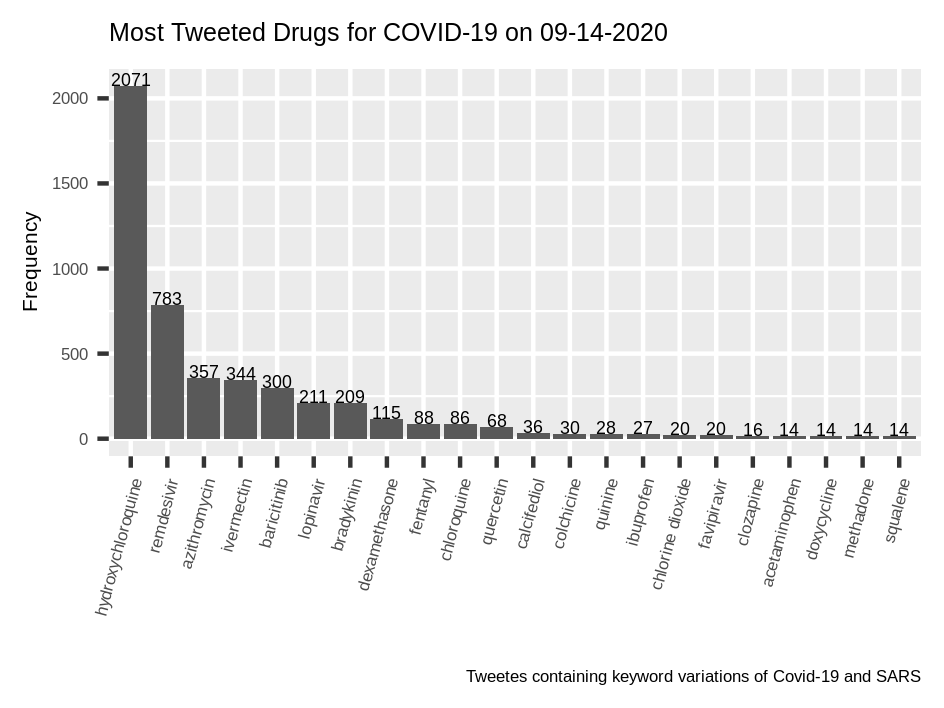 Most Tweeted Drugs for COVID-19 on 09-14-2020
Frequency
2000
1500
1000
500
0
2071
783
357
344
300
211
209
115
88
86
68
36
30
28
27
20
20
16
14
14
14
14
hydroxychloroquine
remdesivir
azithromycin
ivermectin
baricitinib
lopinavir
bradykinin
dexamethasone
fentanyl
chloroquine
quercetin
calcifediol
colchicine
quinine
ibuprofen
chlorine dioxide
favipiravir
clozapine
acetaminophen
doxycycline
methadone
squalene
Tweetes containing keyword variations of Covid-19 and SARS